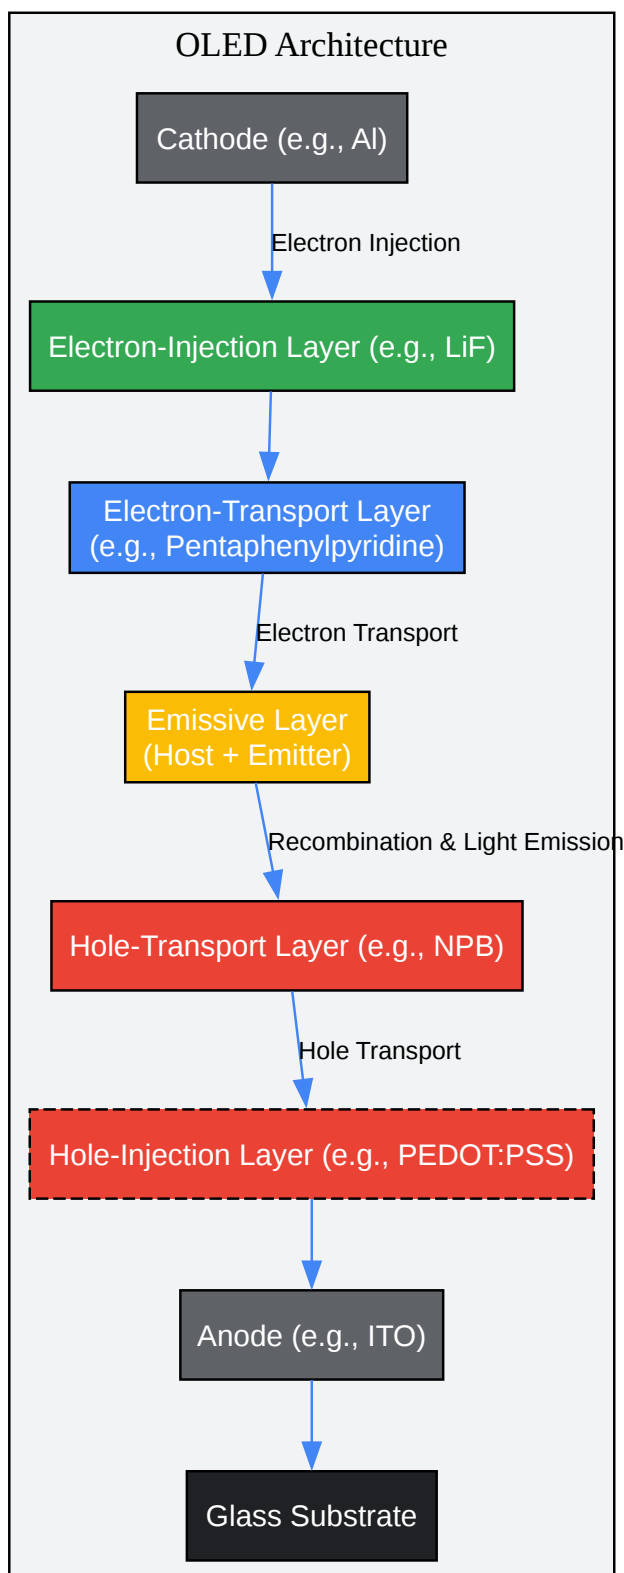 OLED Architecture
Cathode (e.g., Al)
Electron Injection
Electron-Injection Layer (e.g., LiF)
Electron-Transport Layer
(e.g., Pentaphenylpyridine)
Electron Transport
Emissive Layer
(Host + Emitter)
Recombination & Light Emission
Hole-Transport Layer (e.g., NPB)
Hole Transport
Hole-Injection Layer (e.g., PEDOT:PSS)
Anode (e.g., ITO)
Glass Substrate